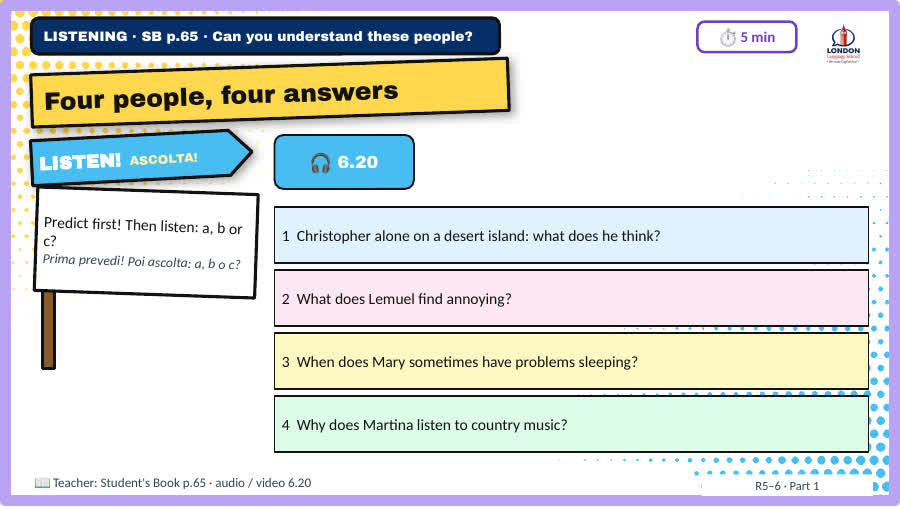 LISTENING · SB p.65 · Can you understand these people?
⏱️ 5 min
LONDON
Language School
Four people, four answers
LISTEN! ASCOLTA!
🎧 6.20
Predict first! Then listen: a, b or
c?
Prima prevedi! Poi ascolta: a, b o c?
1 Christopher alone on a desert island: what does he think?
2 What does Lemuel find annoying?
3 When does Mary sometimes have problems sleeping?
4 Why does Martina listen to country music?
📖 Teacher: Student's Book p.65 · audio / video 6.20
R5–6 · Part 1